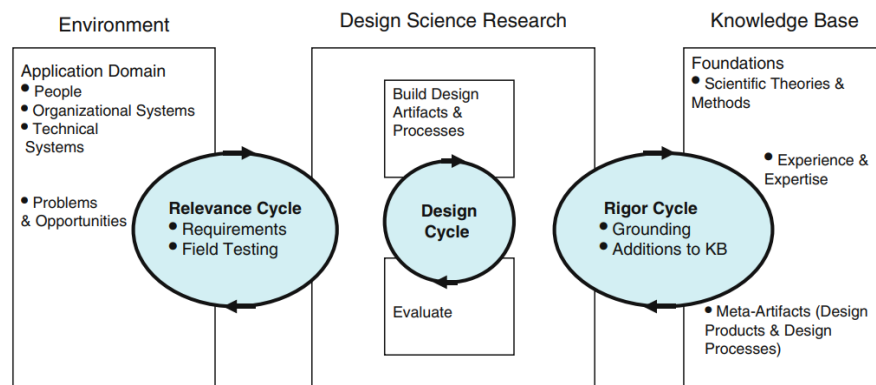 Environment
Design Science Research
Knowledge Base
Application Domain
● People
● Organizational Systems
● Technical
Systems
● Problems
& Opportunities
Relevance Cycle
● Requirements
● Field Testing
Build Design
Artifacts &
Processes
Design
Cycle
Evaluate
Rigor Cycle
● Grounding
● Additions to KB
Foundations
● Scientific Theories &
Methods
● Experience &
Expertise
● Meta-Artifacts (Design
Products & Design
Processes)